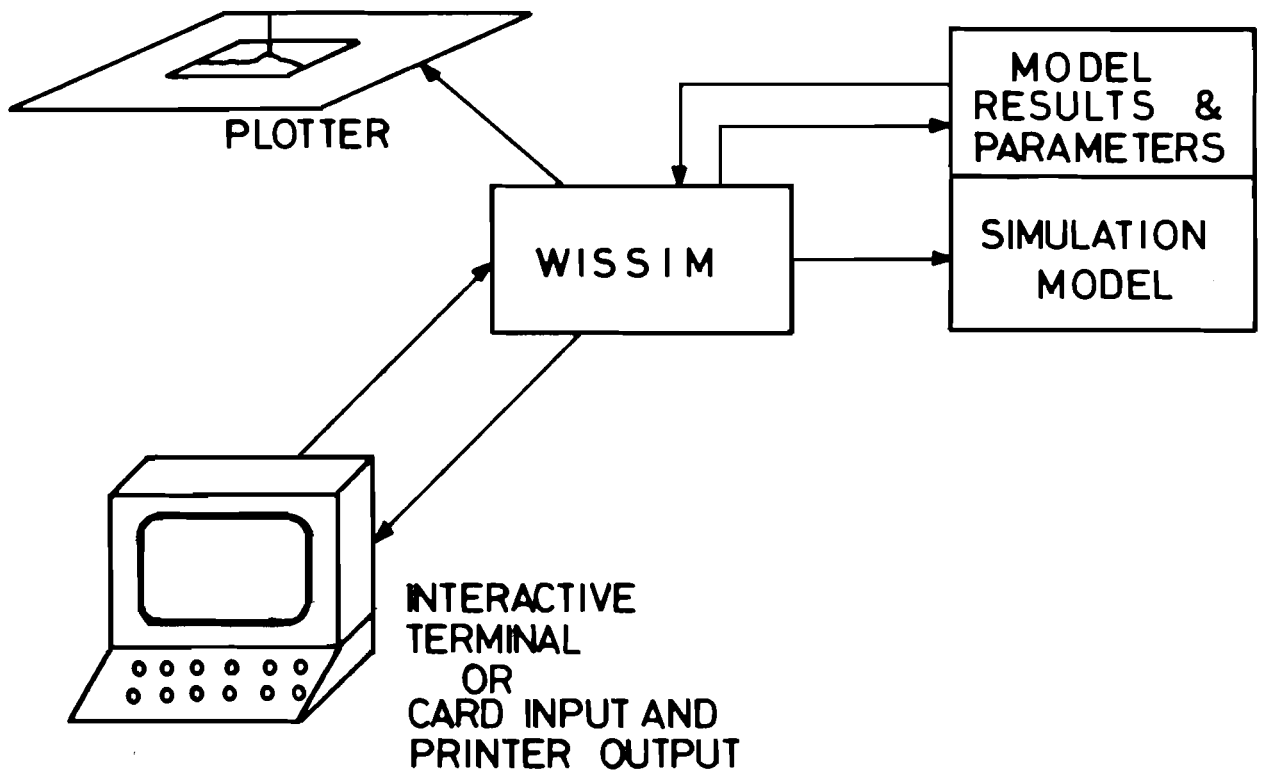 PLOTTER
MODEL
RESULTS &
PARAMETERS
WISSIM
SIMULATION
MODEL
INTERACTIVE
TERMINAL
OR
CARD INPUT AND
PRINTER OUTPUT